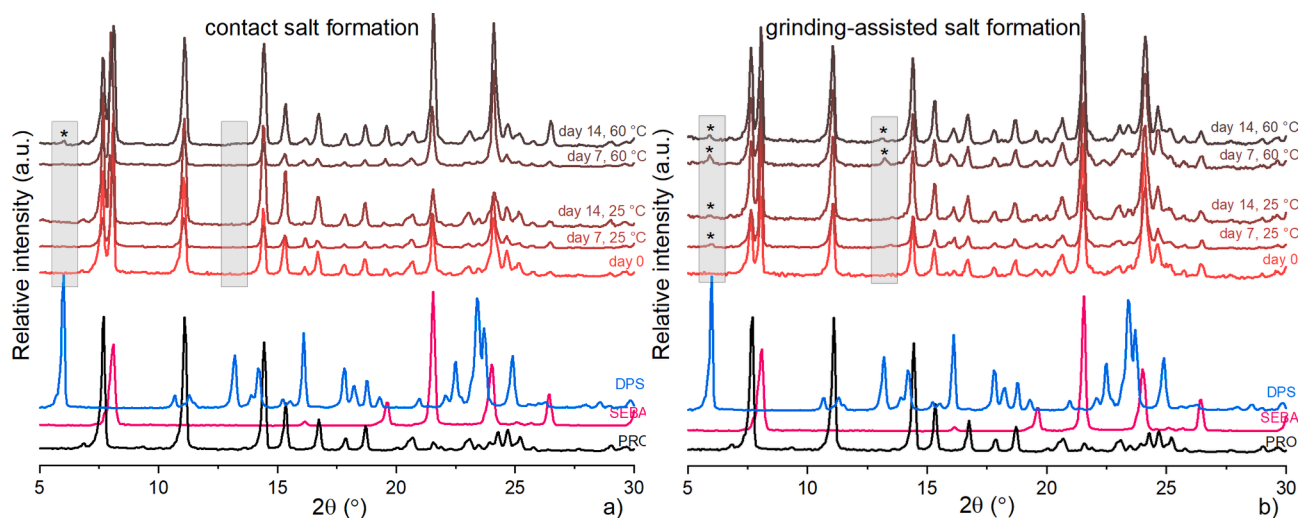 contact salt formation
Relative intensity (a.u.)
*
day 14, 60 °C
day 7, 60 °C
day 14, 25 °C
day 7, 25 °C
day 0
DPS
SEBA
PRO
5 10 15 20 25 30
2θ (°)
a)
grinding-assisted salt formation
Relative intensity (a.u.)
* *
day 14, 60 °C
* *
day 7, 60 °C
*
day 14, 25 °C
*
day 7, 25 °C
day 0
DPS
SEBA
PRO
5 10 15 20 25 30
2θ (°)
b)